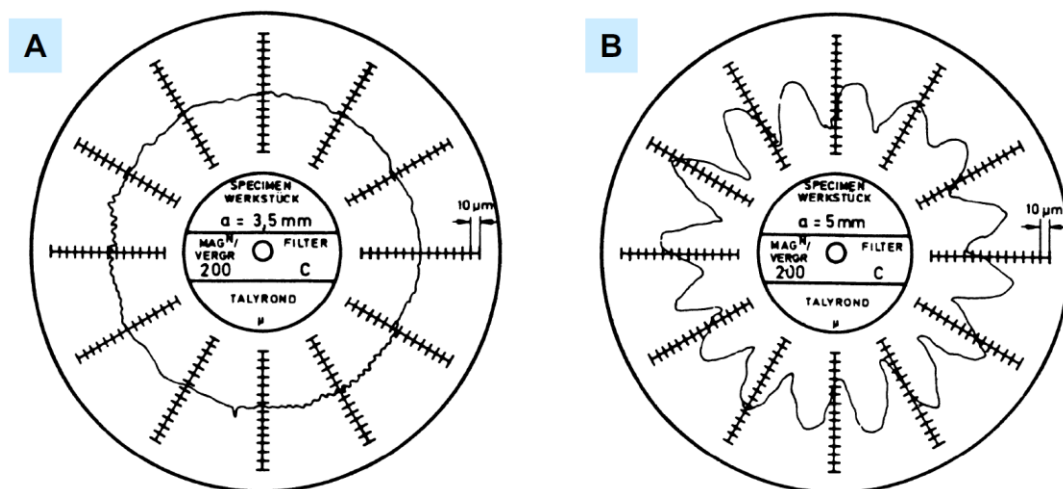 A
SPECIMEN
WERKSTÜCK
a = 3,5 mm
MAGᴺ/
VERGR
200
FILTER
C
TALYROND
μ
10 μm
B
SPECIMEN
WERKSTÜCK
a = 5 mm
MAGᴺ/
VERGR
200
FILTER
C
TALYROND
μ
10 μm